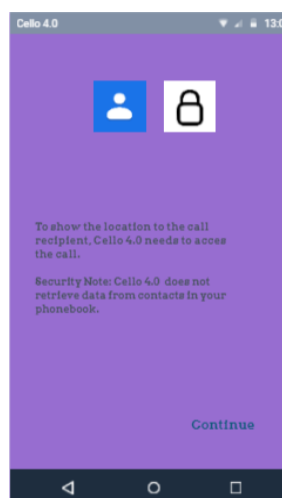 Cello 4.0 13:0
To show the location to the call
recipient, Cello 4.0 needs to acces
the call.
Security Note: Cello 4.0 does not
retrieve data from contacts in your
phonebook.
Continue